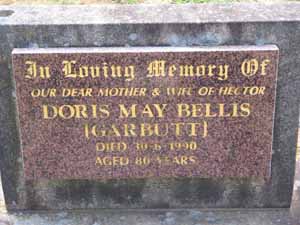 In Loving Memory Of
OUR DEAR MOTHER & WIFE OF HECTOR
DORIS MAY BELLIS
(GARBUTT)
DIED 30-6-1990
AGED 80 YEARS